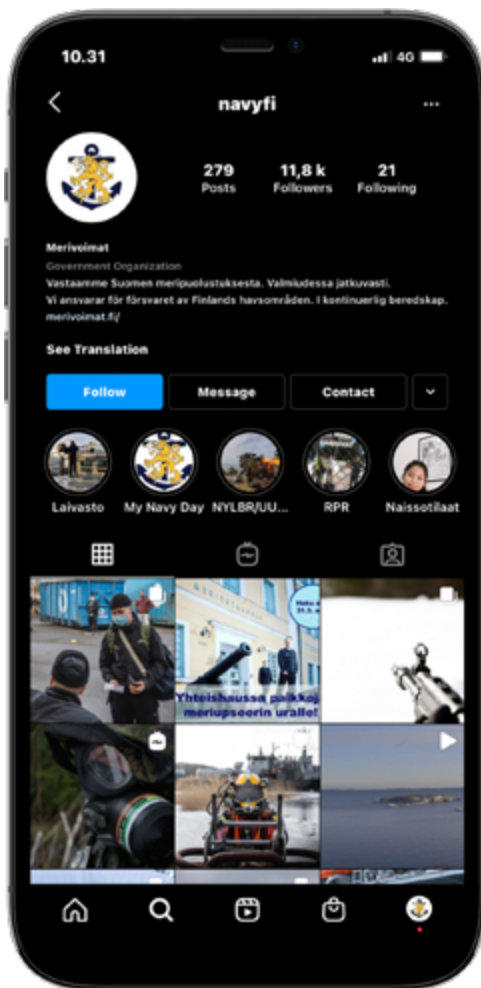 10.31
4G
navyfi
279 11,8 k 21
Posts Followers Following
Merivoimat
Government Organization
Vastaamme Suomen meripuolustuksesta. Valmiudessa jatkuvasti.
Vi ansvarar för försvaret av Finlands havsområden. I kontinuerlig beredskap.
merivoimat.fi/
See Translation
Follow Message Contact
Laivasto My Navy Day NYLBR/UU... RPR Naissotilaat
Yhteishaussa paikkoj
meriupseerin uralle!